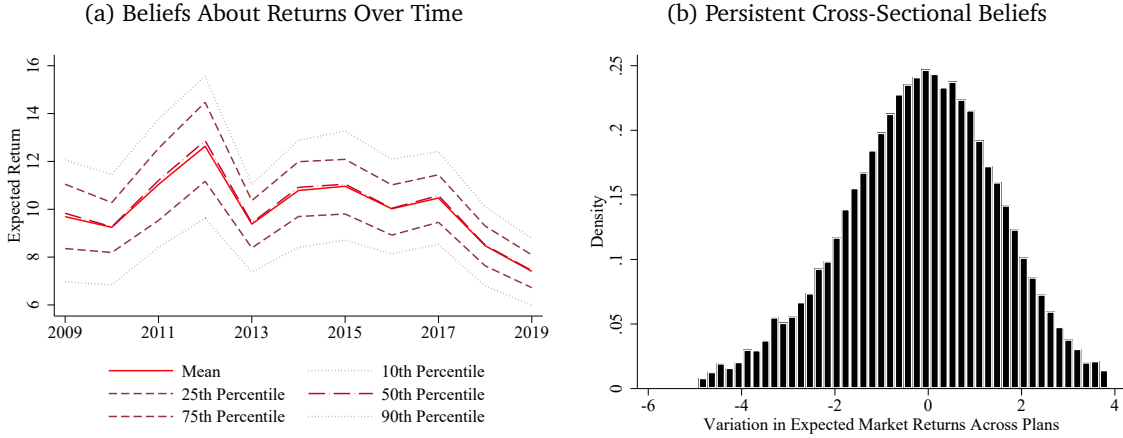 (a) Beliefs About Returns Over Time
Expected Return
16
14
12
10
8
6
2009 2011 2013 2015 2017 2019
Mean 10th Percentile
25th Percentile 50th Percentile
75th Percentile 90th Percentile
(b) Persistent Cross-Sectional Beliefs
Density
.25
.2
.15
.1
.05
0
-6 -4 -2 0 2 4
Variation in Expected Market Returns Across Plans